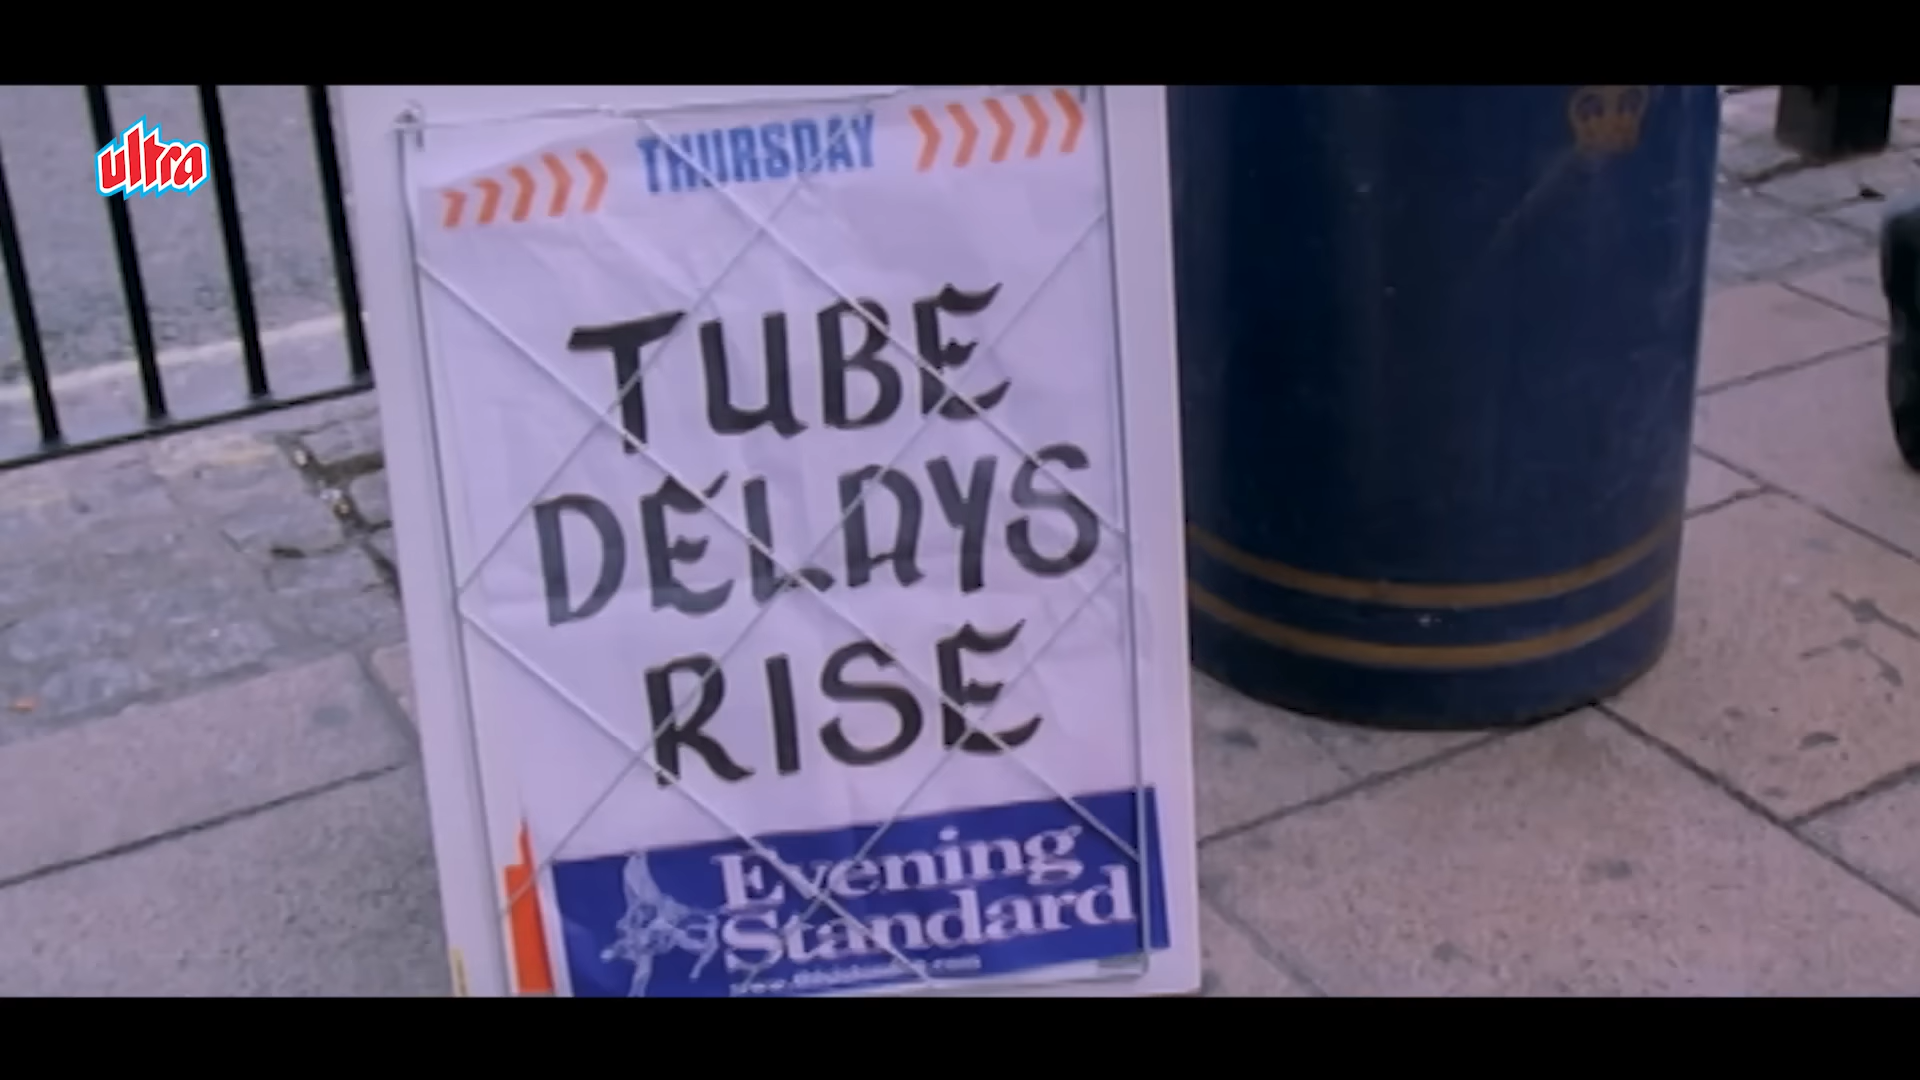 ultra
THURSDAY
TUBE
DELAYS
RISE
Evening
Standard